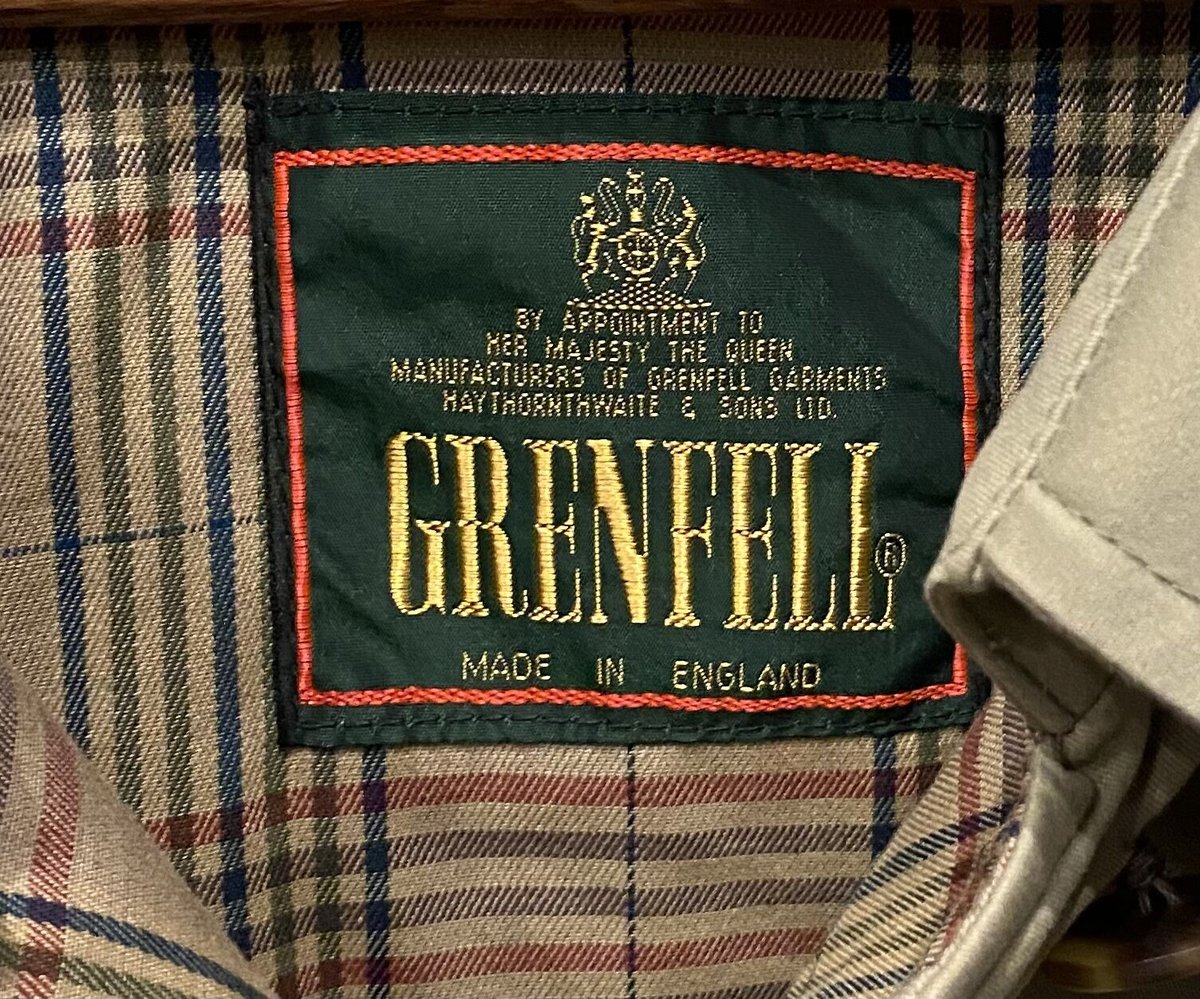 BY APPOINTMENT TO
HER MAJESTY THE QUEEN
MANUFACTURERS OF GRENFELL GARMENTS
HAYTHORNTHWAITE & SONS LTD.
GRENFELL®
MADE IN ENGLAND